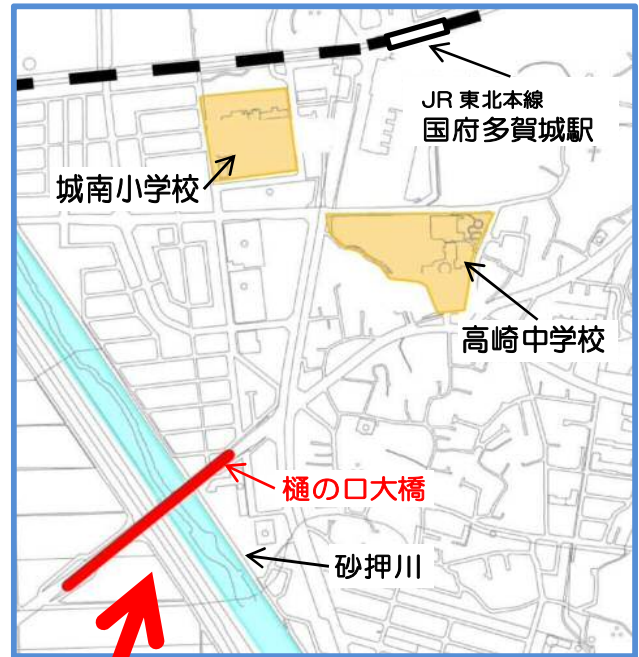 JR 東北本線
国府多賀城駅
城南小学校
高崎中学校
樋の口大橋
砂押川